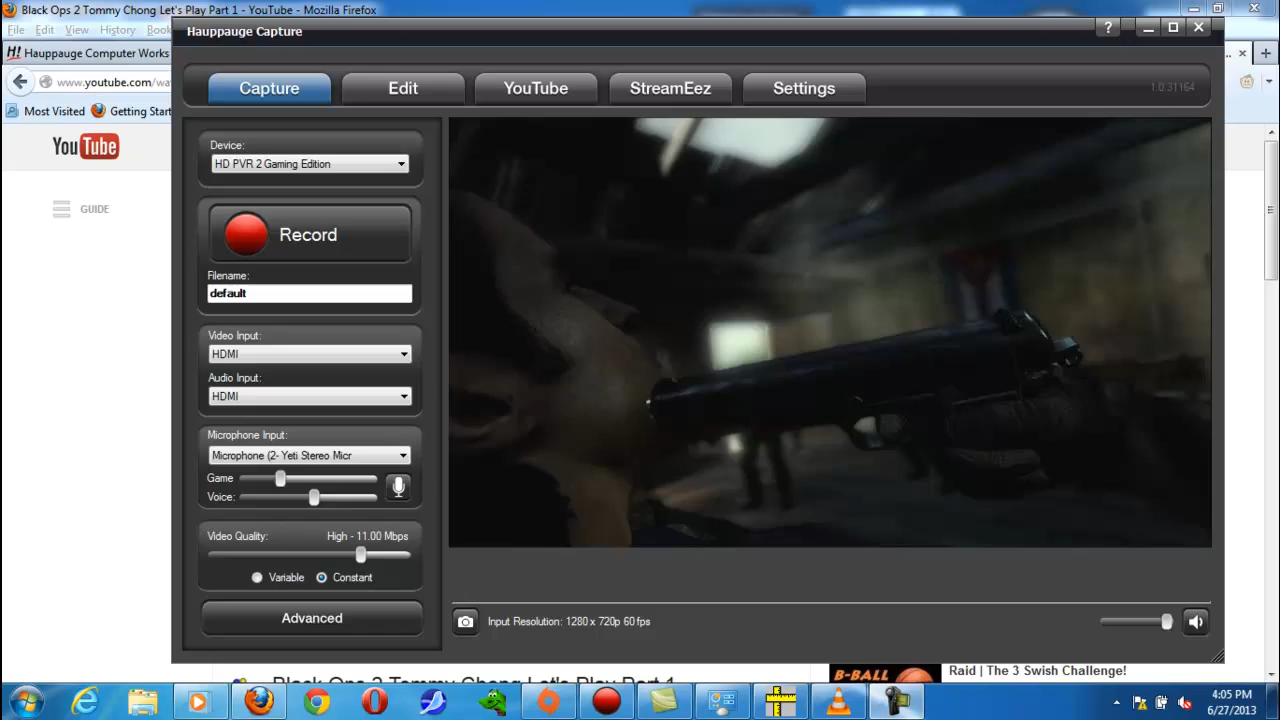 Black Ops 2 Tommy Chong Let's Play Part 1 - YouTube - Mozilla Firefox
File Edit View History Book
Hauppauge Capture
?
H! Hauppauge Computer Works
Capture Edit YouTube StreamEez Settings 1.0.31164
www.youtube.com/wa
Most Visited Getting Start
YouTube
GUIDE
Device:
HD PVR 2 Gaming Edition
Record
Filename:
default
Video Input:
HDMI
Audio Input:
HDMI
Microphone Input:
Microphone (2- Yeti Stereo Micr
Game
Voice:
Video Quality: High - 11.00 Mbps
Variable Constant
Advanced
Input Resolution: 1280 x 720p 60 fps
Black Ops 2 Tommy Chong Let's Play Part 1
B-BALL
Raid | The 3 Swish Challenge!
4:05 PM
6/27/2013